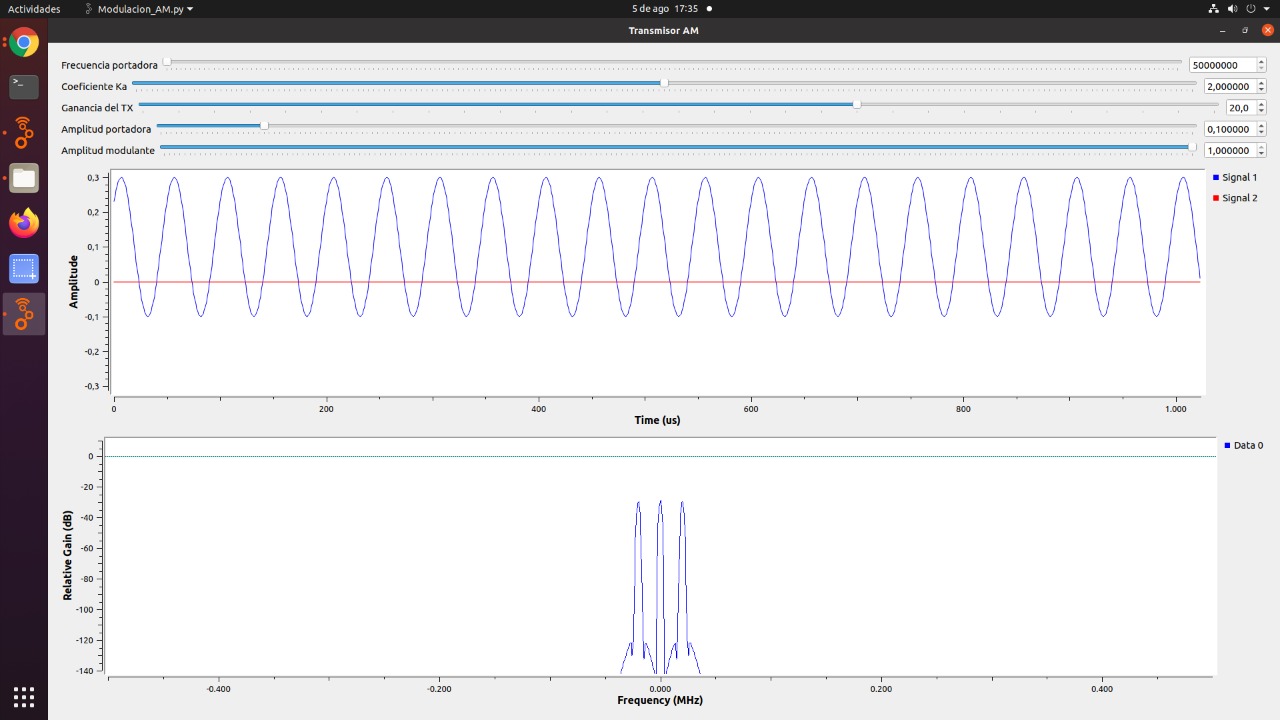 Actividades Modulacion_AM.py 5 de ago 17:35
Transmisor AM
Frecuencia portadora 50000000
Coeficiente Ka 2,000000
Ganancia del TX 20,0
Amplitud portadora 0,100000
Amplitud modulante 1,000000
0,3
0,2
0,1
0
-0,1
-0,2
-0,3
Amplitude
0 200 400 600 800 1.000
Time (us)
Signal 1
Signal 2
0
-20
-40
-60
-80
-100
-120
-140
Relative Gain (dB)
-0.400 -0.200 0.000 0.200 0.400
Frequency (MHz)
Data 0